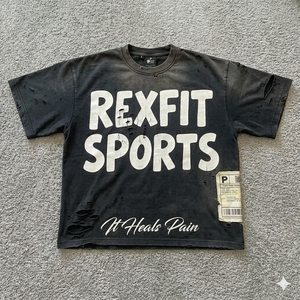 REXFIT
SPORTS
P
It Heals Pain